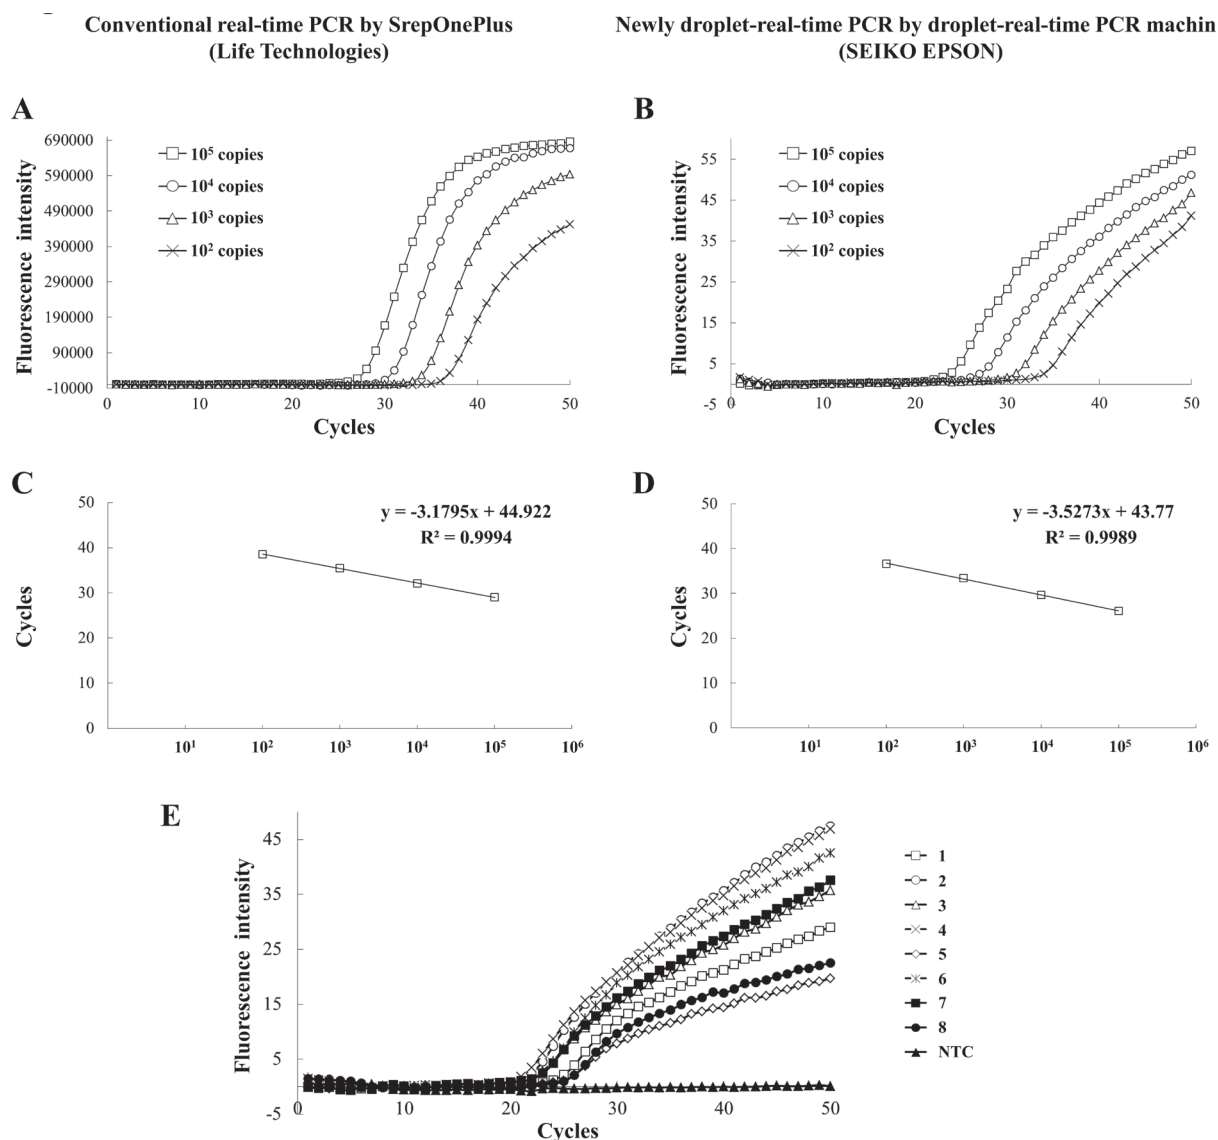 Conventional real-time PCR by SrepOnePlus
(Life Technologies)
Newly droplet-real-time PCR by droplet-real-time PCR machin
(SEIKO EPSON)
A
Fluorescence intensity
690000
590000
490000
390000
290000
190000
90000
-10000
10⁵ copies
10⁴ copies
10³ copies
10² copies
0 10 20 30 40 50
Cycles
B
Fluorescence intensity
55
45
35
25
15
5
-5
10⁵ copies
10⁴ copies
10³ copies
10² copies
0 10 20 30 40 50
Cycles
C
Cycles
50
40
30
20
10
0
y = -3.1795x + 44.922
R² = 0.9994
10¹ 10² 10³ 10⁴ 10⁵ 10⁶
D
Cycles
50
40
30
20
10
0
y = -3.5273x + 43.77
R² = 0.9989
10¹ 10² 10³ 10⁴ 10⁵ 10⁶
E
Fluorescence intensity
45
35
25
15
5
-5
0 10 20 30 40 50
Cycles
1
2
3
4
5
6
7
8
NTC